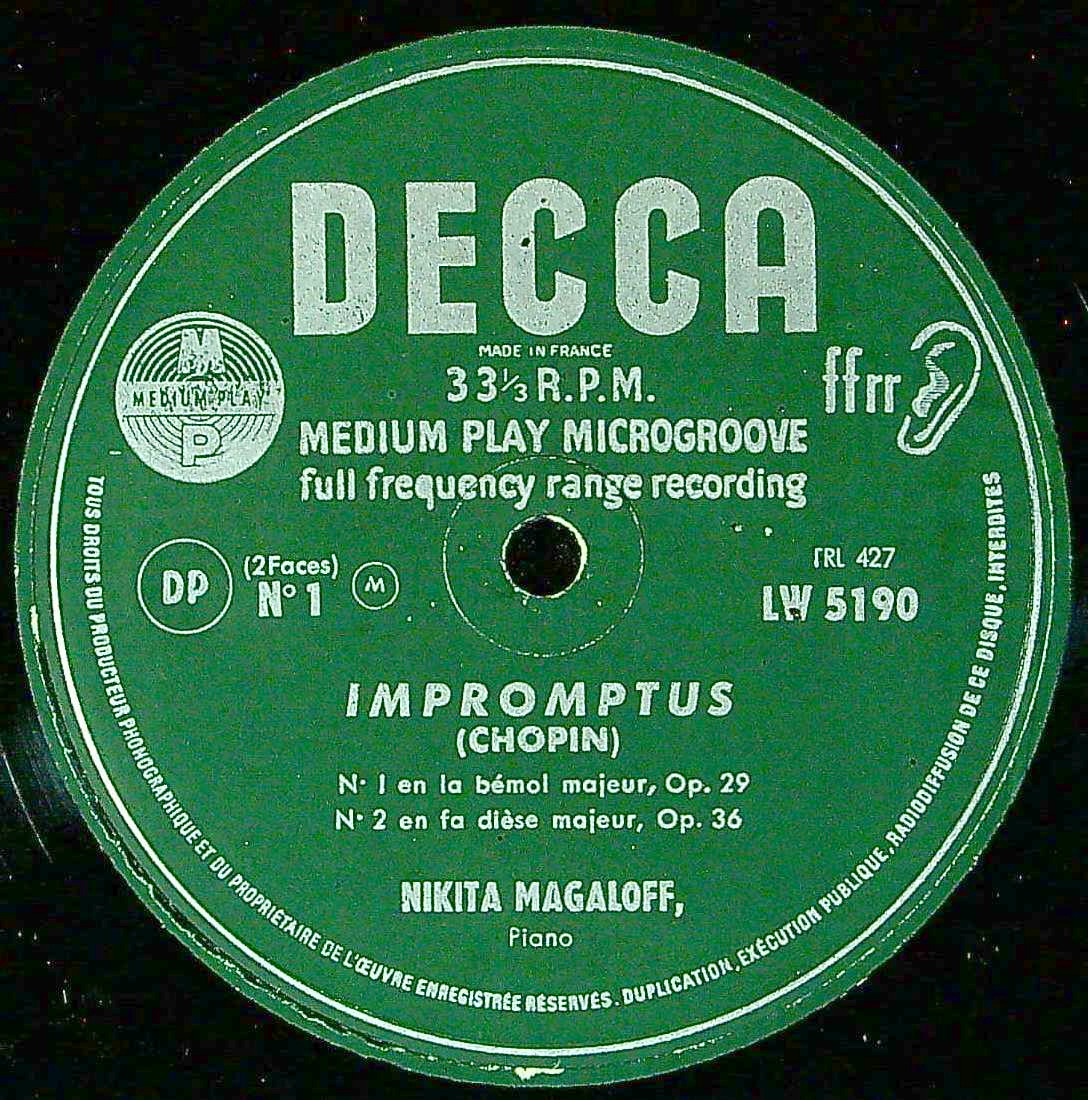 DECCA
MADE IN FRANCE
33⅓ R.P.M.
ffrr
M
MEDIUM-PLAY
P
MEDIUM PLAY MICROGROOVE
full frequency range recording
DP
(2Faces)
N° 1
M
TRL 427
LW 5190
IMPROMPTUS
(CHOPIN)
N• 1 en la bémol majeur, Op. 29
N• 2 en fa dièse majeur, Op. 36
NIKITA MAGALOFF,
Piano
TOUS DROITS DU PRODUCTEUR PHONOGRAPHIQUE ET DU PROPRIÉTAIRE DE L'ŒUVRE ENREGISTRÉE RÉSERVÉS. DUPLICATION, EXÉCUTION PUBLIQUE, RADIODIFFUSION DE CE DISQUE, INTERDITES